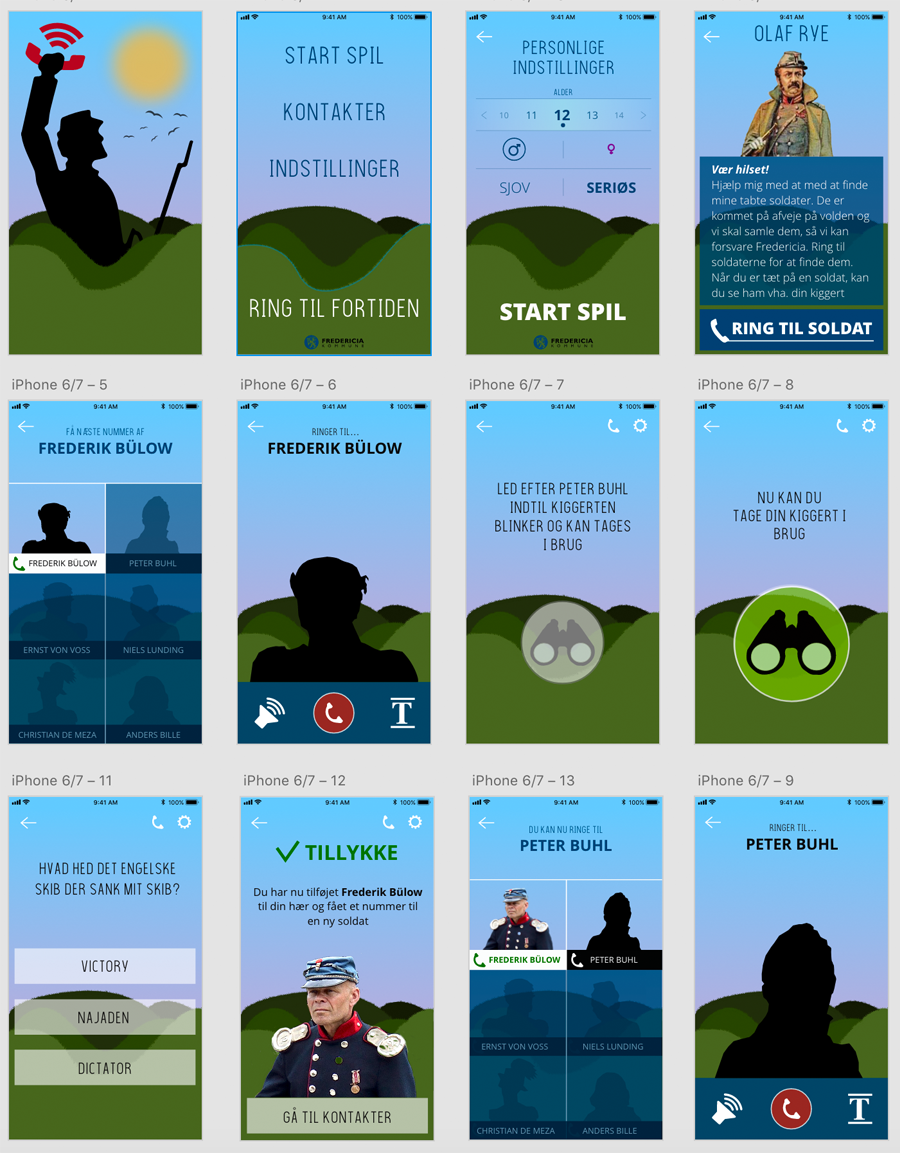 9:41 AM
100%
START SPIL
KONTAKTER
INDSTILLINGER
RING TIL FORTIDEN
FREDERICIA
KOMMUNE
9:41 AM
100%
PERSONLIGE
INDSTILLINGER
ALDER
10 11 12 13 14
SJOV SERIØS
START SPIL
FREDERICIA
KOMMUNE
9:41 AM
100%
OLAF RYE
Vær hilset!
Hjælp mig med at med at finde
mine tabte soldater. De er
kommet på afveje på volden og
vi skal samle dem, så vi kan
forsvare Fredericia. Ring til
soldaterne for at finde dem.
Når du er tæt på en soldat, kan
du se ham vha. din kiggert
RING TIL SOLDAT
iPhone 6/7 – 5
9:41 AM
100%
FÅ NÆSTE NUMMER AF
FREDERIK BÜLOW
FREDERIK BÜLOW
PETER BUHL
ERNST VON VOSS
NIELS LUNDING
CHRISTIAN DE MEZA
ANDERS BILLE
iPhone 6/7 – 6
9:41 AM
100%
RINGER TIL...
FREDERIK BÜLOW
T
iPhone 6/7 – 7
9:41 AM
100%
LED EFTER PETER BUHL
INDTIL KIGGERTEN
BLINKER OG KAN TAGES
I BRUG
iPhone 6/7 – 8
9:41 AM
100%
NU KAN DU
TAGE DIN KIGGERT I
BRUG
iPhone 6/7 – 11
9:41 AM
100%
HVAD HED DET ENGELSKE
SKIB DER SANK MIT SKIB?
VICTORY
NAJADEN
DICTATOR
iPhone 6/7 – 12
9:41 AM
100%
TILLYKKE
Du har nu tilføjet Frederik Bülow
til din hær og fået et nummer til
en ny soldat
GÅ TIL KONTAKTER
iPhone 6/7 – 13
9:41 AM
100%
DU KAN NU RINGE TIL
PETER BUHL
FREDERIK BÜLOW
PETER BUHL
ERNST VON VOSS
NIELS LUNDING
CHRISTIAN DE MEZA
ANDERS BILLE
iPhone 6/7 – 9
9:41 AM
100%
RINGER TIL...
PETER BUHL
T